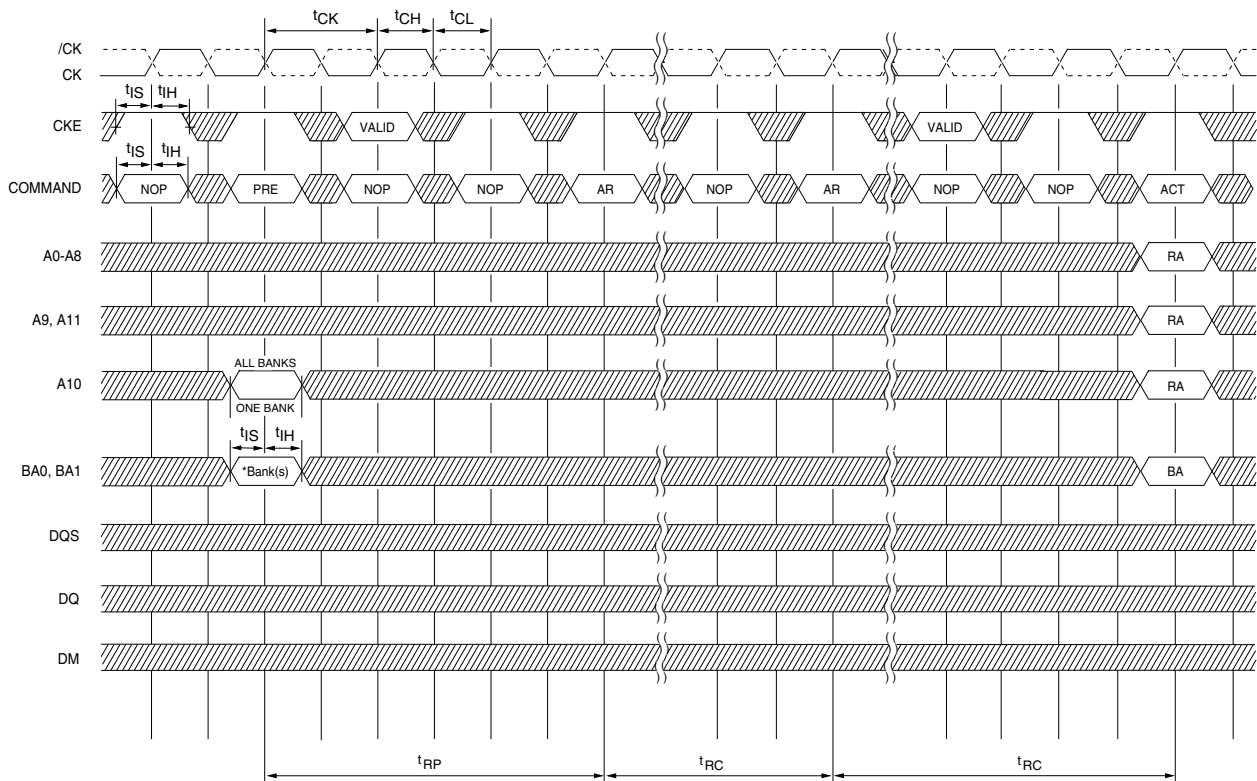 tCK tCH tCL
/CK
CK
tIS tIH
CKE VALID VALID
tIS tIH
COMMAND NOP PRE NOP NOP AR NOP AR NOP NOP ACT
A0-A8 RA
A9, A11 RA
ALL BANKS
A10 RA
ONE BANK
tIS tIH
BA0, BA1 *Bank(s) BA
DQS
DQ
DM
tRP tRC tRC